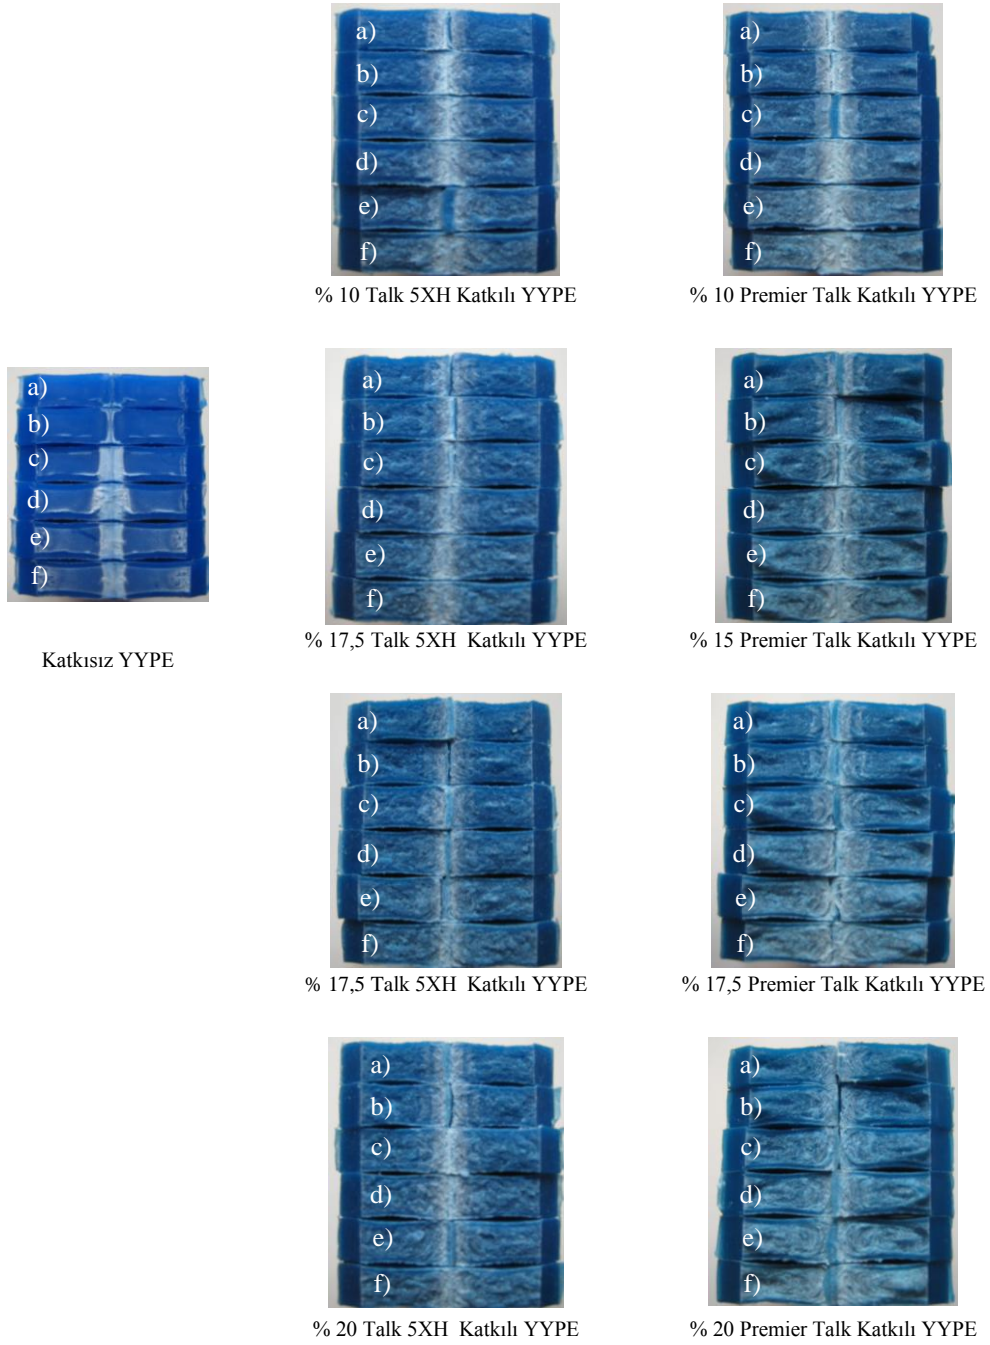 a)
b)
c)
d)
e)
f)
% 10 Talk 5XH Katkılı YYPE
a)
b)
c)
d)
e)
f)
% 10 Premier Talk Katkılı YYPE
a)
b)
c)
d)
e)
f)
Katkısız YYPE
a)
b)
c)
d)
e)
f)
% 17,5 Talk 5XH Katkılı YYPE
a)
b)
c)
d)
e)
f)
% 15 Premier Talk Katkılı YYPE
a)
b)
c)
d)
e)
f)
% 17,5 Talk 5XH Katkılı YYPE
a)
b)
c)
d)
e)
f)
% 17,5 Premier Talk Katkılı YYPE
a)
b)
c)
d)
e)
f)
% 20 Talk 5XH Katkılı YYPE
a)
b)
c)
d)
e)
f)
% 20 Premier Talk Katkılı YYPE